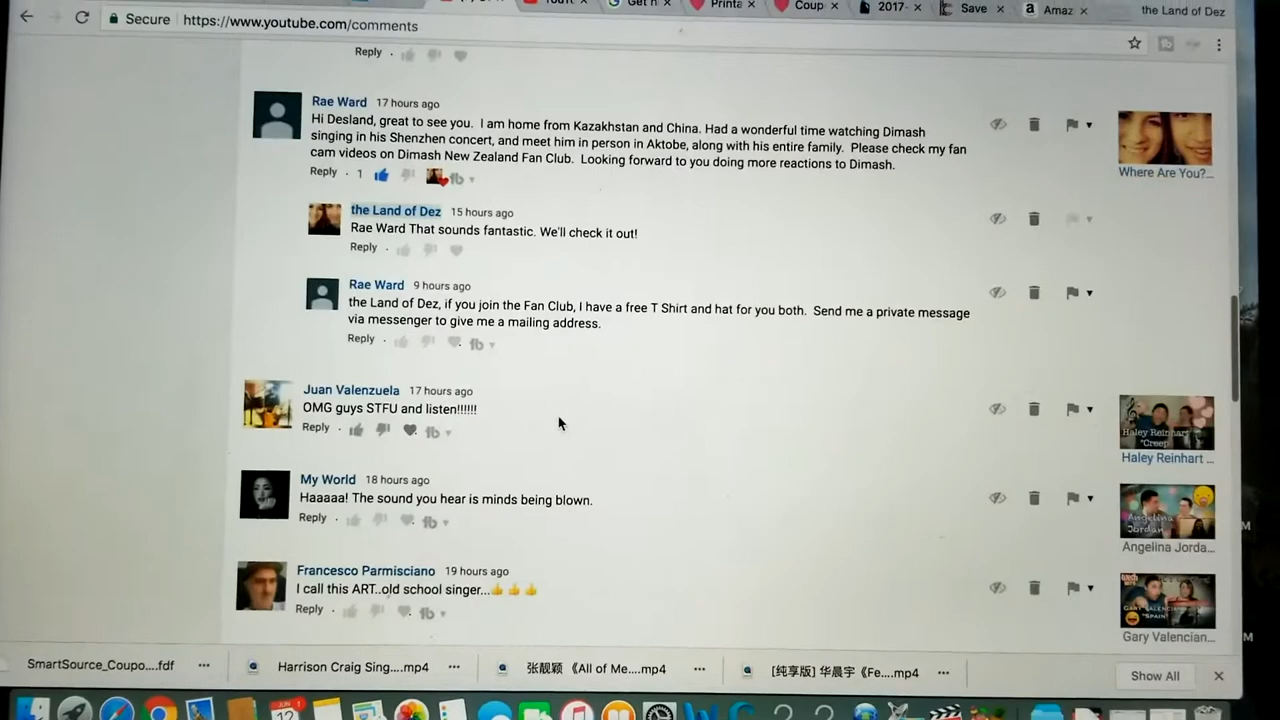 Get n
Printa
Coup
2017-
Save
Amaz
the Land of Dez
Secure https://www.youtube.com/comments
Reply
Rae Ward 17 hours ago
Hi Desland, great to see you. I am home from Kazakhstan and China. Had a wonderful time watching Dimash
singing in his Shenzhen concert, and meet him in person in Aktobe, along with his entire family. Please check my fan
cam videos on Dimash New Zealand Fan Club. Looking forward to you doing more reactions to Dimash.
Reply · 1
Where Are You?...
the Land of Dez 15 hours ago
Rae Ward That sounds fantastic. We'll check it out!
Reply ·
Rae Ward 9 hours ago
the Land of Dez, if you join the Fan Club, I have a free T Shirt and hat for you both. Send me a private message
via messenger to give me a mailing address.
Reply ·
Juan Valenzuela 17 hours ago
OMG guys STFU and listen!!!!!!
Reply ·
Haley Reinhart
"Creep
Haley Reinhart ...
My World 18 hours ago
Haaaaa! The sound you hear is minds being blown.
Reply ·
Angelina
Jordan
Angelina Jorda...
Francesco Parmisciano 19 hours ago
I call this ART..old school singer...👍👍👍
Reply ·
GARY VALENCIAN
"SPAIN"
Gary Valencian...
SmartSource_Coupo....fdf
Harrison Craig Sing....mp4
张靓颖 《All of Me....mp4
[纯享版] 华晨宇《Fe....mp4
Show All
JUN
12